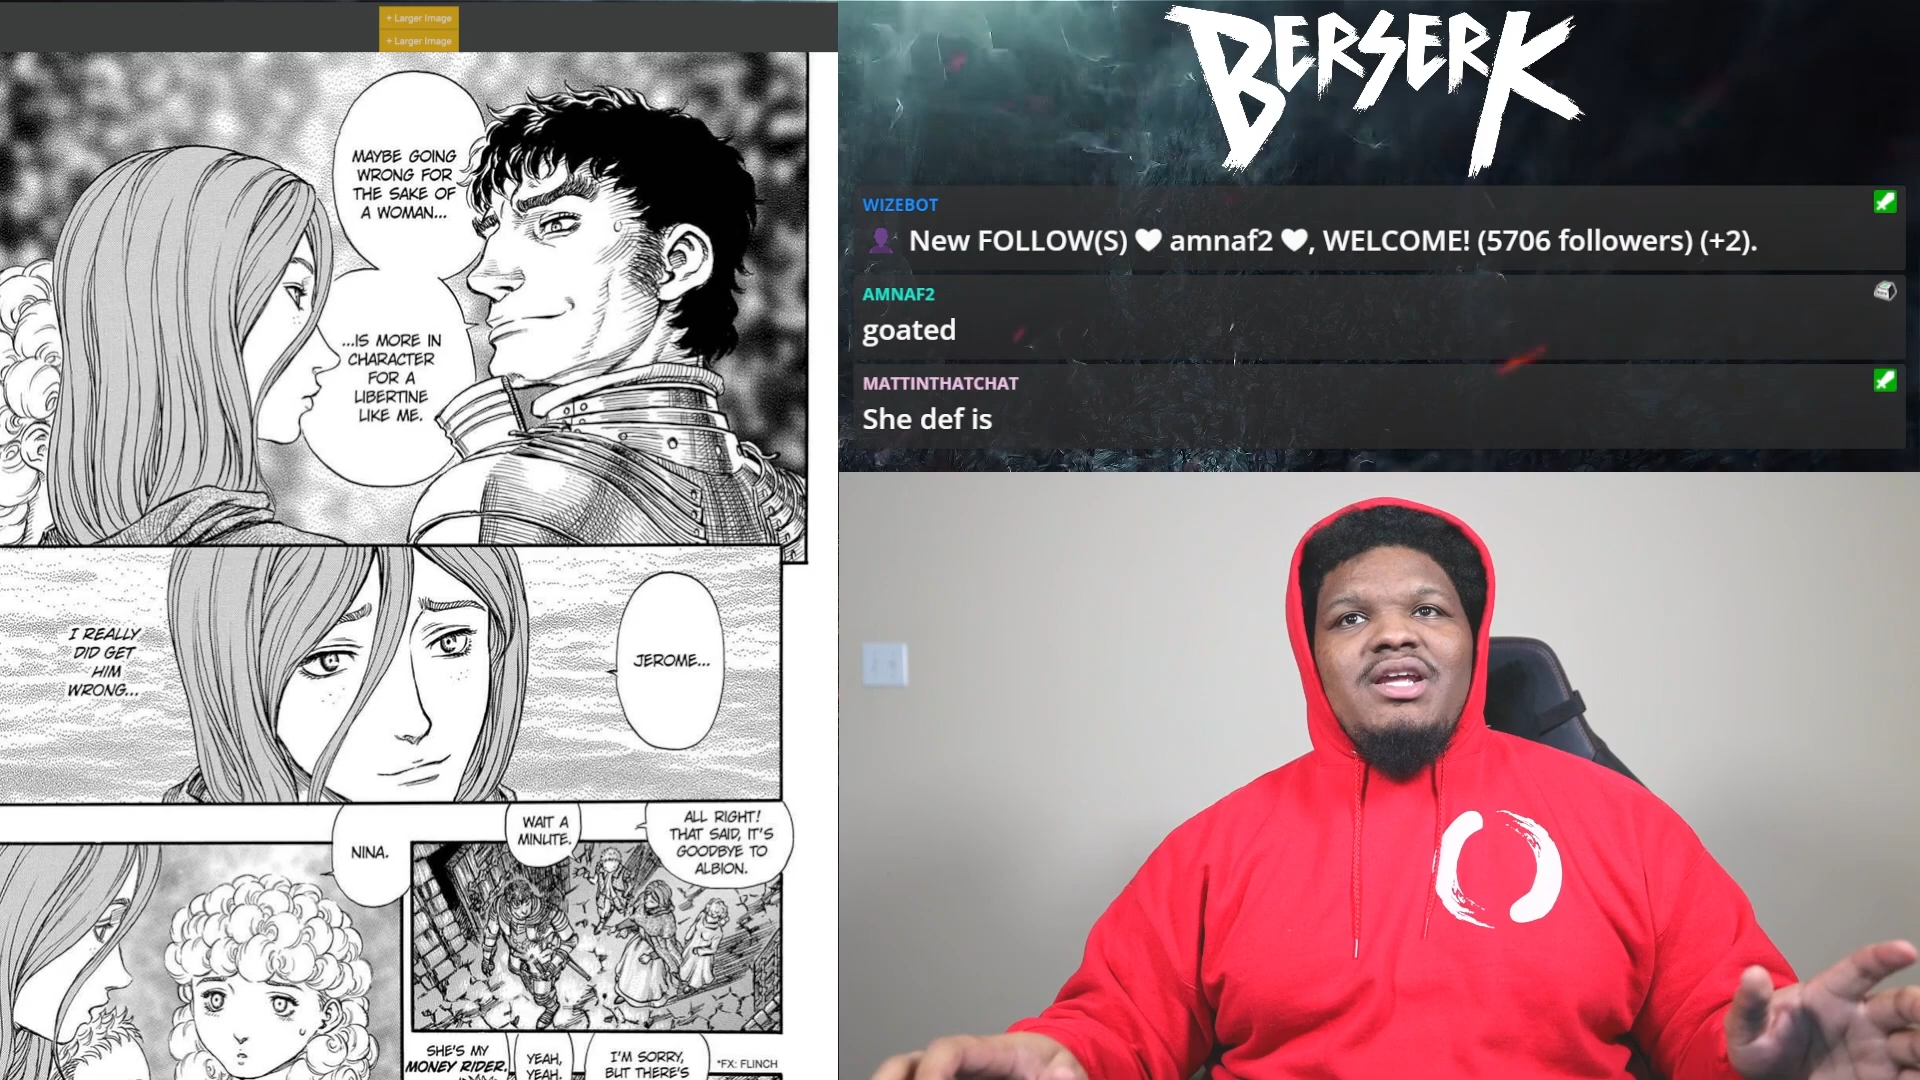 + Larger Image
+ Larger Image
MAYBE GOING
WRONG FOR
THE SAKE OF
A WOMAN...
...IS MORE IN
CHARACTER
FOR A
LIBERTINE
LIKE ME.
JEROME...
I REALLY
DID GET
HIM
WRONG...
ALL RIGHT!
THAT SAID, IT'S
GOODBYE TO
ALBION.
WAIT A
MINUTE.
NINA.
*FX: FLINCH
I'M SORRY,
BUT THERE'S
YEAH,
YEAH.
SHE'S MY
MONEY RIDER.
BERSERK
WIZEBOT
New FOLLOW(S) 🤍 amnaf2 🤍, WELCOME! (5706 followers) (+2).
AMNAF2
goated
MATTINTHATCHAT
She def is